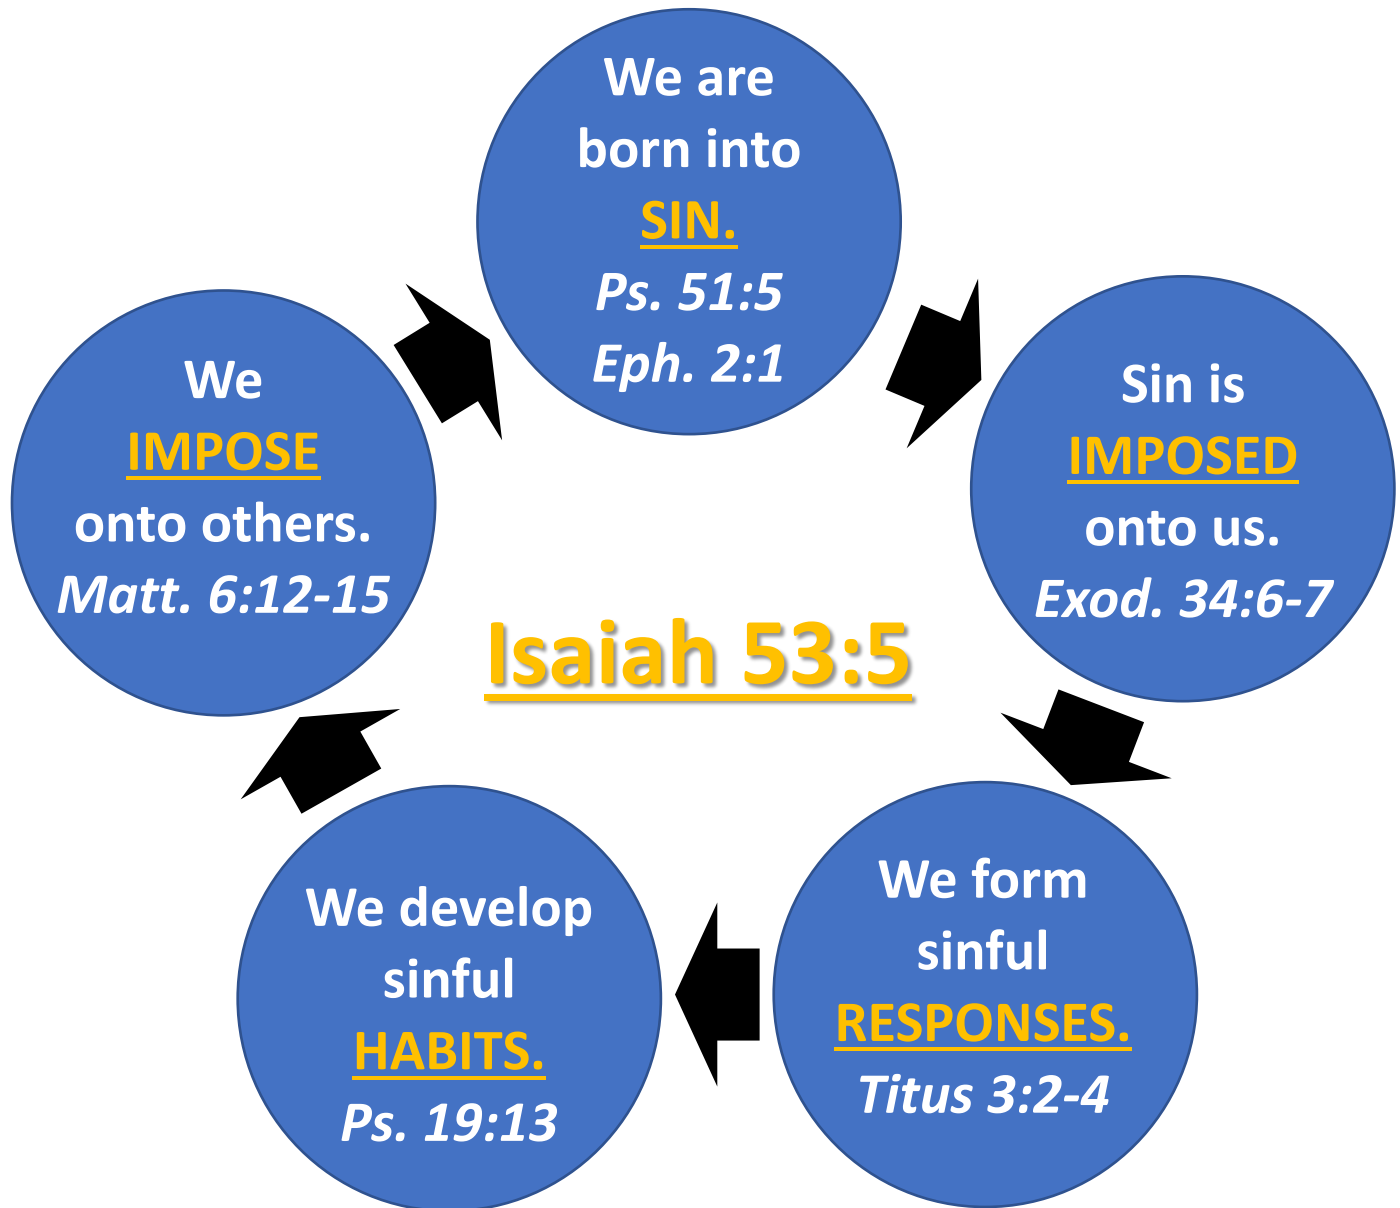 We are
born into
SIN.
Ps. 51:5
Eph. 2:1
Sin is
IMPOSED
onto us.
Exod. 34:6-7
We form
sinful
RESPONSES.
Titus 3:2-4
We develop
sinful
HABITS.
Ps. 19:13
We
IMPOSE
onto others.
Matt. 6:12-15
Isaiah 53:5